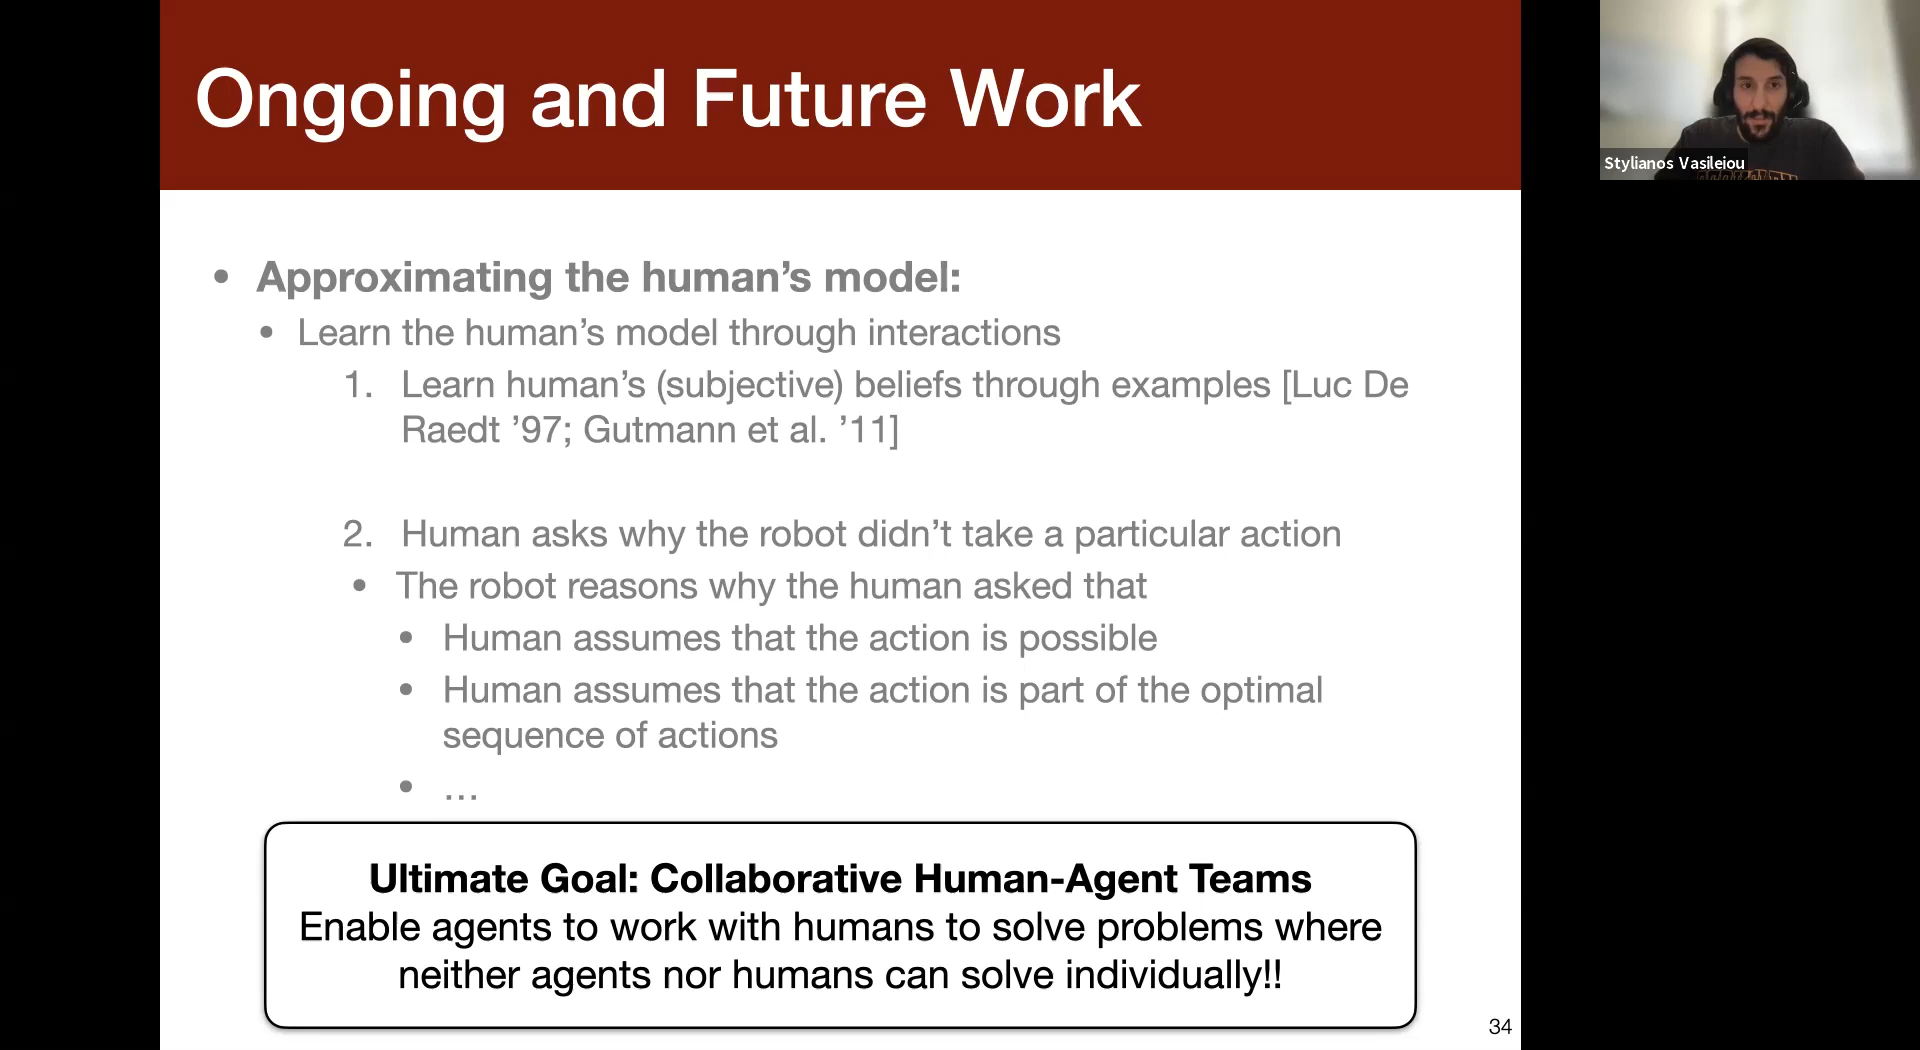 Ongoing and Future Work
Stylianos Vasileiou
• Approximating the human’s model:
• Learn the human’s model through interactions
1. Learn human’s (subjective) beliefs through examples [Luc De
Raedt ’97; Gutmann et al. ’11]
2. Human asks why the robot didn’t take a particular action
• The robot reasons why the human asked that
• Human assumes that the action is possible
• Human assumes that the action is part of the optimal
sequence of actions
• …
Ultimate Goal: Collaborative Human-Agent Teams
Enable agents to work with humans to solve problems where
neither agents nor humans can solve individually!!
34